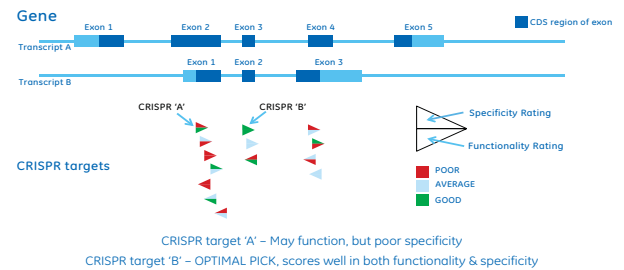 Gene
CDS region of exon
Exon 1 Exon 2 Exon 3 Exon 4 Exon 5
Transcript A
Exon 1 Exon 2 Exon 3
Transcript B
CRISPR ‘A’ CRISPR ‘B’
Specificity Rating
Functionality Rating
CRISPR targets
POOR
AVERAGE
GOOD
CRISPR target ‘A’ – May function, but poor specificity
CRISPR target ‘B’ – OPTIMAL PICK, scores well in both functionality & specificity